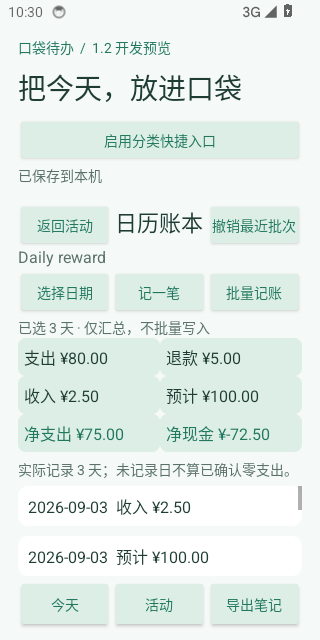 10:30 3G
口袋待办 / 1.2 开发预览
把今天，放进口袋
启用分类快捷入口
已保存到本机
返回活动 日历账本 撤销最近批次
Daily reward
选择日期 记一笔 批量记账
已选 3 天 · 仅汇总，不批量写入
支出 ¥80.00 退款 ¥5.00
收入 ¥2.50 预计 ¥100.00
净支出 ¥75.00 净现金 ¥-72.50
实际记录 3 天；未记录日不算已确认零支出。
2026-09-03 收入 ¥2.50
2026-09-03 预计 ¥100.00
今天 活动 导出笔记